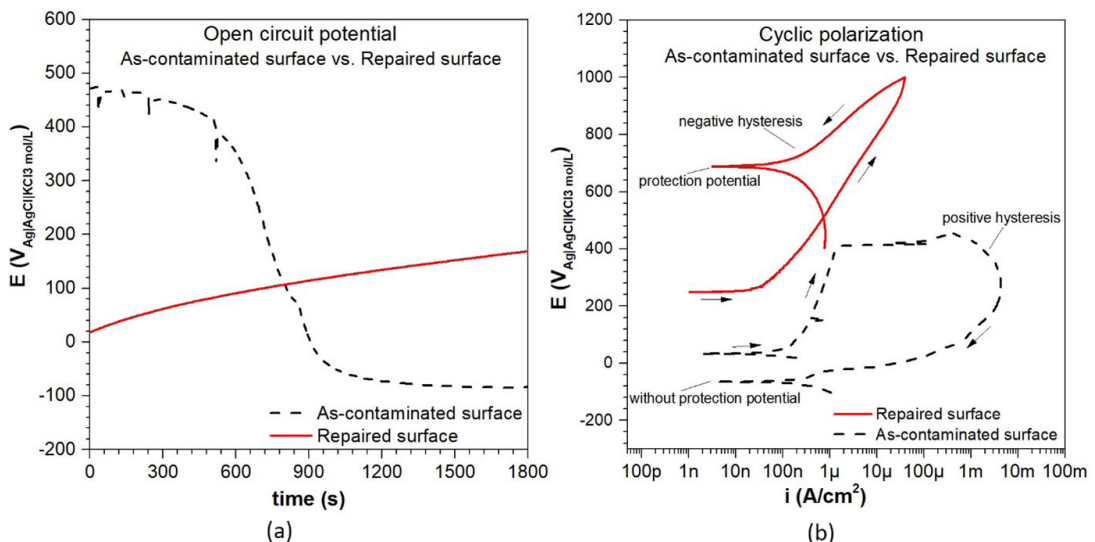 Open circuit potential
As-contaminated surface vs. Repaired surface
E (V Ag|AgCl|KCl3 mol/L)
600
500
400
300
200
100
0
-100
-200
As-contaminated surface
Repaired surface
0 300 600 900 1200 1500 1800
time (s)
(a)
Cyclic polarization
As-contaminated surface vs. Repaired surface
E (V Ag|AgCl|KCl3 mol/L)
1200
1000
800
600
400
200
0
-200
negative hysteresis
protection potential
positive hysteresis
without protection potential
Repaired surface
As-contaminated surface
100p 1n 10n 100n 1µ 10µ 100µ 1m 10m 100m
i (A/cm²)
(b)